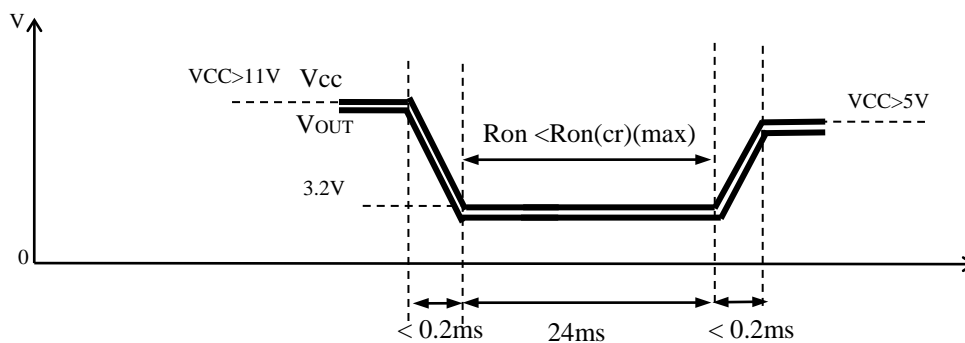 V
VCC>11V
Vcc
VOUT
VCC>5V
Ron <Ron(cr)(max)
3.2V
0
< 0.2ms
24ms
< 0.2ms